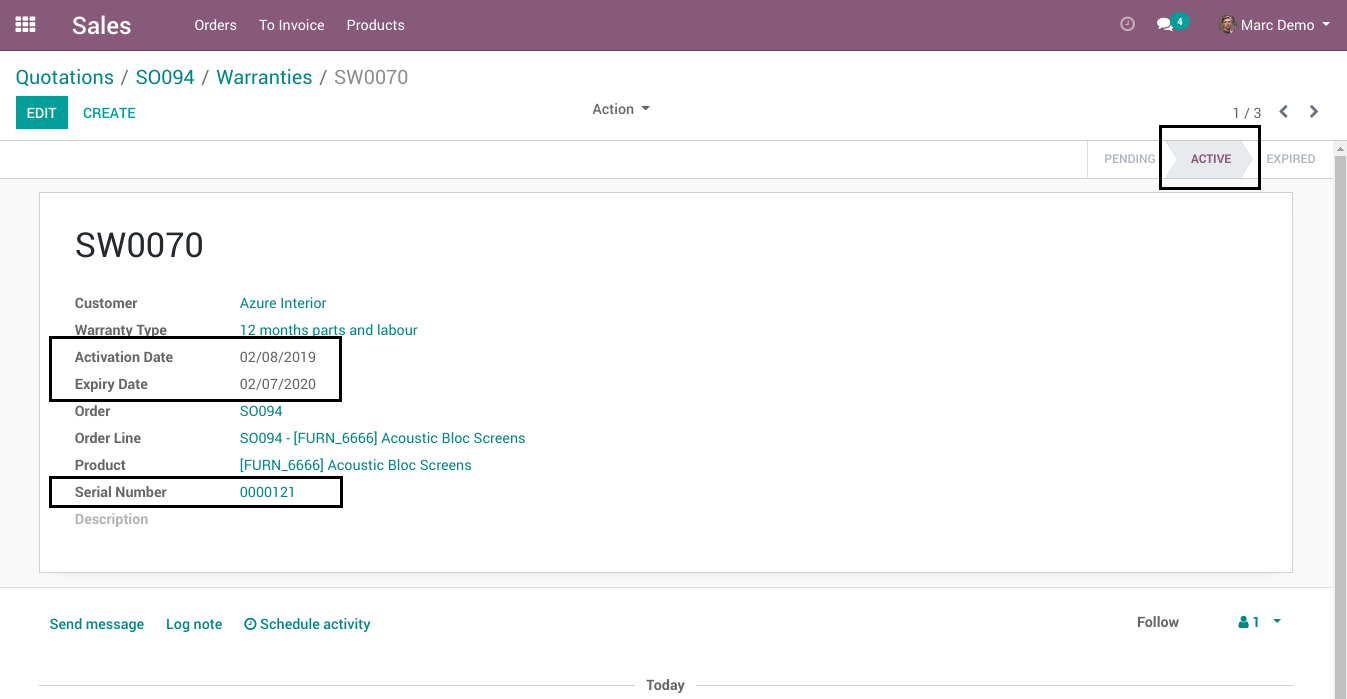 Sales Orders To Invoice Products 4 Marc Demo
Quotations / SO094 / Warranties / SW0070
EDIT CREATE Action 1 / 3
PENDING ACTIVE EXPIRED
SW0070
Customer Azure Interior
Warranty Type 12 months parts and labour
Activation Date 02/08/2019
Expiry Date 02/07/2020
Order SO094
Order Line SO094 - [FURN_6666] Acoustic Bloc Screens
Product [FURN_6666] Acoustic Bloc Screens
Serial Number 0000121
Description
Send message Log note Schedule activity Follow 1
Today